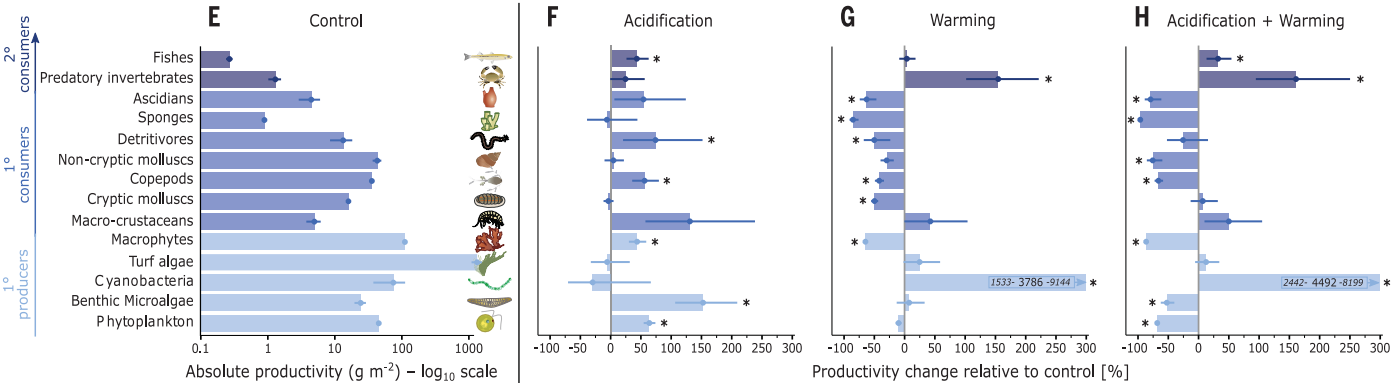 E Control
F Acidification
G Warming
H Acidification + Warming
2° consumers
1° consumers
1° producers
Fishes *
Predatory invertebrates * *
Ascidians * *
Sponges * *
Detritivores * *
Non-cryptic molluscs *
Copepods * * *
Cryptic molluscs *
Macro-crustaceans
Macrophytes * * *
Turf algae
Cyanobacteria 1533- 3786 -9144 * 2442- 4492 -8199 *
Benthic Microalgae * *
Phytoplankton * *
0.1 1 10 100 1000
-100 -50 0 50 100 150 200 250 300
-100 -50 0 50 100 150 200 250 300
-100 -50 0 50 100 150 200 250 300
Absolute productivity (g m⁻²) – log₁₀ scale
Productivity change relative to control [%]